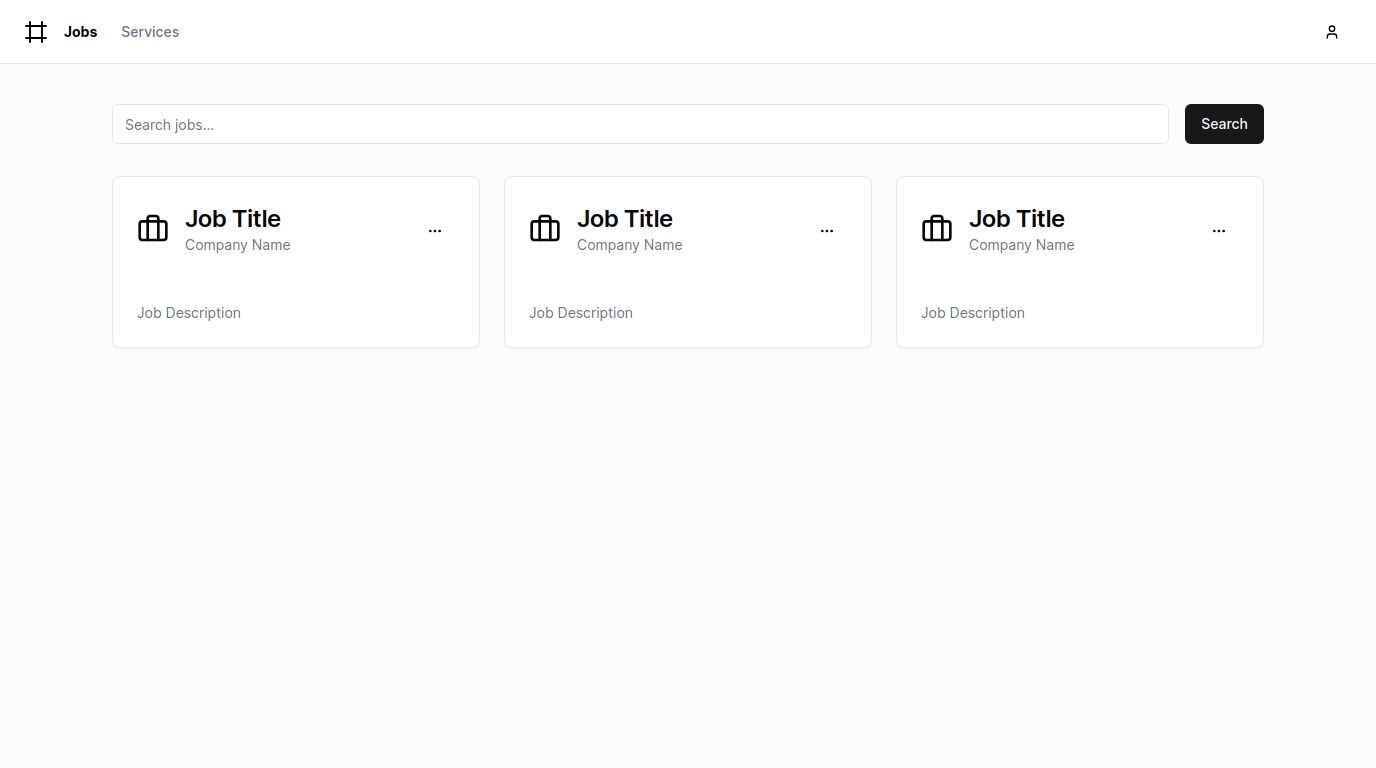 Jobs Services
Search jobs...
Search
Job Title
Company Name
Job Description
Job Title
Company Name
Job Description
Job Title
Company Name
Job Description